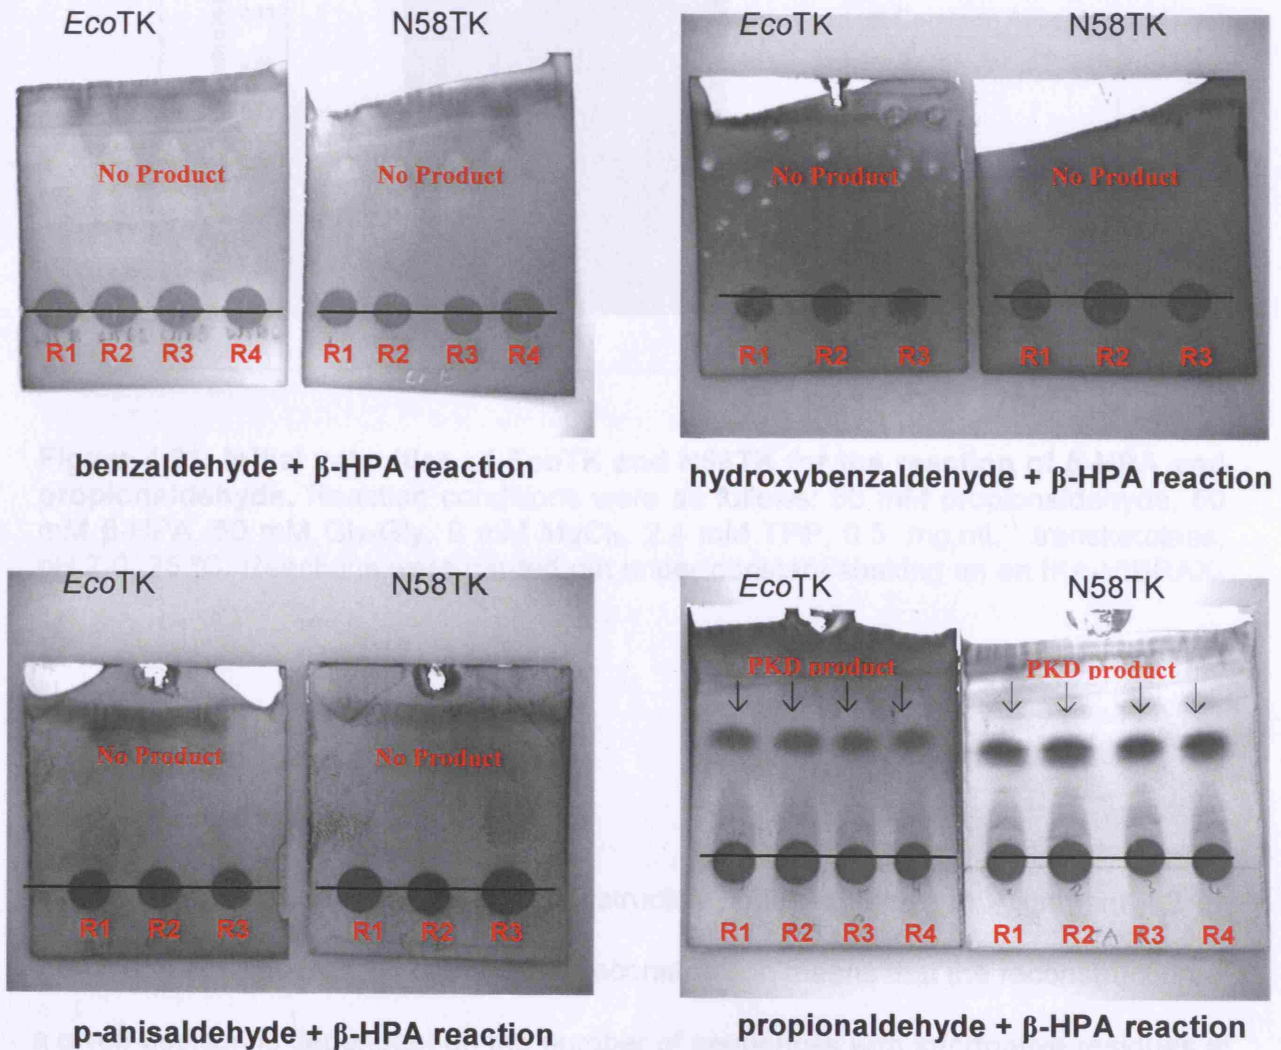 EcoTK N58TK
No Product No Product
R1 R2 R3 R4 R1 R2 R3 R4
benzaldehyde + β-HPA reaction
EcoTK N58TK
No Product No Product
R1 R2 R3 R1 R2 R3
hydroxybenzaldehyde + β-HPA reaction
EcoTK N58TK
No Product No Product
R1 R2 R3 R1 R2 R3
p-anisaldehyde + β-HPA reaction
EcoTK N58TK
PKD product PKD product
R1 R2 R3 R4 R1 R2 R3 R4
propionaldehyde + β-HPA reaction